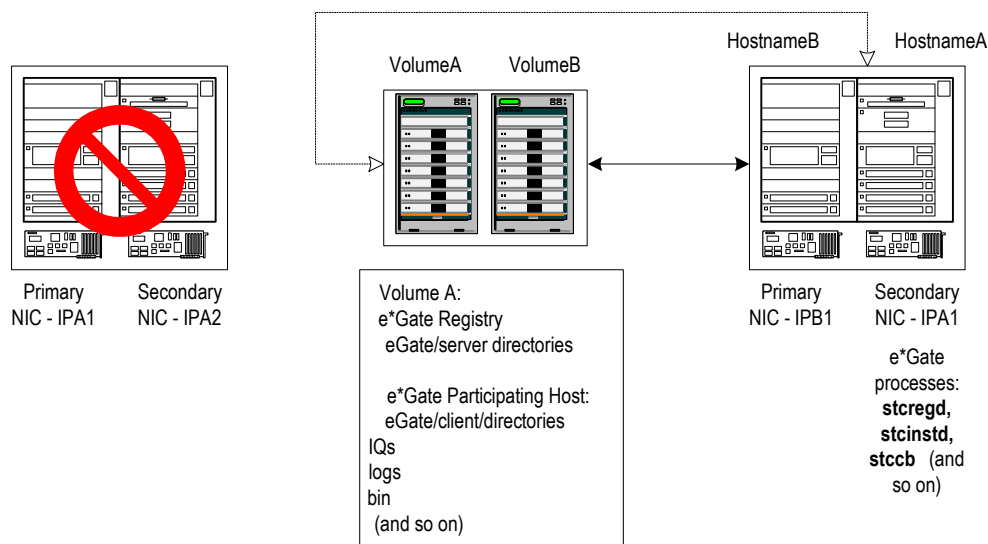 HostnameB
HostnameA
VolumeA
VolumeB
Primary
NIC - IPA1
Secondary
NIC - IPA2
Primary
NIC - IPB1
Secondary
NIC - IPA1
Volume A:
e*Gate Registry
eGate/server directories
e*Gate Participating Host:
eGate/client/directories
IQs
logs
bin
(and so on)
e*Gate
processes:
stcregd,
stcinstd,
stccb (and
so on)